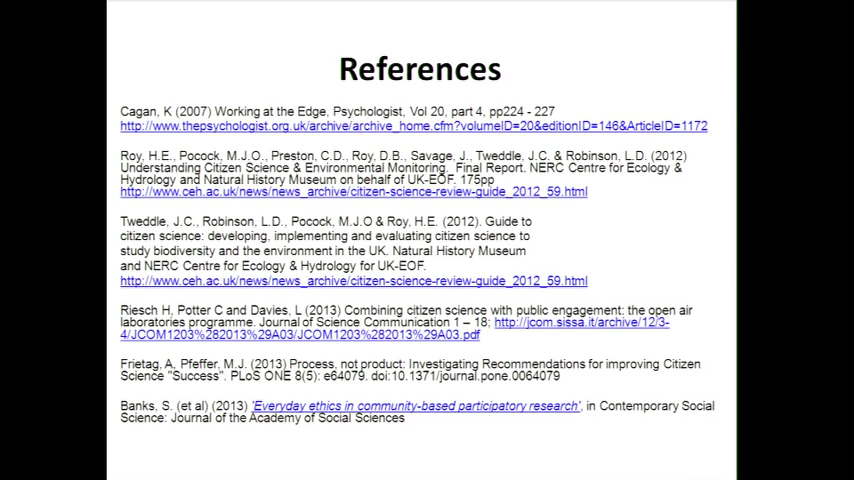 References
Cagan, K (2007) Working at the Edge, Psychologist, Vol 20, part 4, pp224 - 227
http://www.thepsychologist.org.uk/archive/archive_home.cfm?volumeID=20&editionID=146&ArticleID=1172
Roy, H.E., Pocock, M.J.O., Preston, C.D., Roy, D.B., Savage, J., Tweddle, J.C. & Robinson, L.D. (2012)
Understanding Citizen Science & Environmental Monitoring. Final Report. NERC Centre for Ecology &
Hydrology and Natural History Museum on behalf of UK-EOF. 175pp
http://www.ceh.ac.uk/news/news_archive/citizen-science-review-guide_2012_59.html
Tweddle, J.C., Robinson, L.D., Pocock, M.J.O & Roy, H.E. (2012). Guide to
citizen science: developing, implementing and evaluating citizen science to
study biodiversity and the environment in the UK. Natural History Museum
and NERC Centre for Ecology & Hydrology for UK-EOF.
http://www.ceh.ac.uk/news/news_archive/citizen-science-review-guide_2012_59.html
Riesch H, Potter C and Davies, L (2013) Combining citizen science with public engagement: the open air
laboratories programme. Journal of Science Communication 1 – 18; http://jcom.sissa.it/archive/12/3-
4/JCOM1203%282013%29A03/JCOM1203%282013%29A03.pdf
Frietag, A, Pfeffer, M.J. (2013) Process, not product: Investigating Recommendations for improving Citizen
Science "Success". PLoS ONE 8(5): e64079. doi:10.1371/journal.pone.0064079
Banks, S. (et al) (2013) 'Everyday ethics in community-based participatory research', in Contemporary Social
Science: Journal of the Academy of Social Sciences